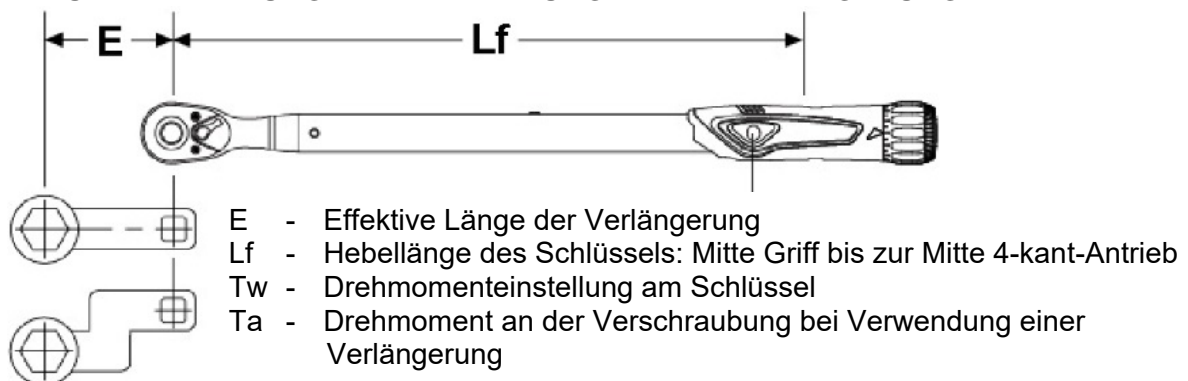 E Lf
E - Effektive Länge der Verlängerung
Lf - Hebellänge des Schlüssels: Mitte Griff bis zur Mitte 4-kant-Antrieb
Tw - Drehmomenteinstellung am Schlüssel
Ta - Drehmoment an der Verschraubung bei Verwendung einer
Verlängerung